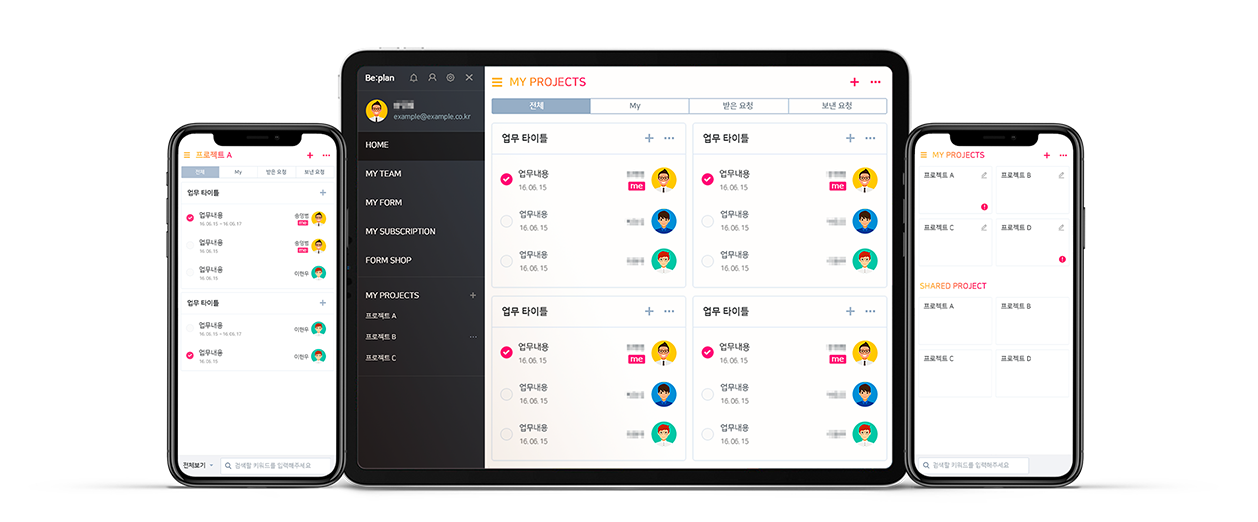 프로젝트 A
전체
My
받은 요청
보낸 요청
업무 타이틀
업무내용
16. 06. 15 ~ 16. 06. 17
송영범
me
업무내용
16. 06. 15
송영범
me
업무내용
16. 06. 15
이현우
업무 타이틀
업무내용
16. 06. 15 ~ 16. 06. 17
이현우
업무내용
16. 06. 15
이현우
전체보기
검색할 키워드를 입력해주세요
Be:plan
example@example.co.kr
HOME
MY TEAM
MY FORM
MY SUBSCRIPTION
FORM SHOP
MY PROJECTS
프로젝트 A
프로젝트 B
프로젝트 C
MY PROJECTS
전체
My
받은 요청
보낸 요청
업무 타이틀
업무내용
16. 06. 15
me
업무내용
16. 06. 15
업무내용
16. 06. 15
업무 타이틀
업무내용
16. 06. 15
me
업무내용
16. 06. 15
업무내용
16. 06. 15
업무 타이틀
업무내용
16. 06. 15
me
업무내용
16. 06. 15
업무내용
16. 06. 15
업무 타이틀
업무내용
16. 06. 15
me
업무내용
16. 06. 15
업무내용
16. 06. 15
MY PROJECTS
프로젝트 A
프로젝트 B
프로젝트 C
프로젝트 D
SHARED PROJECT
프로젝트 A
프로젝트 B
프로젝트 C
프로젝트 D
검색할 키워드를 입력해주세요